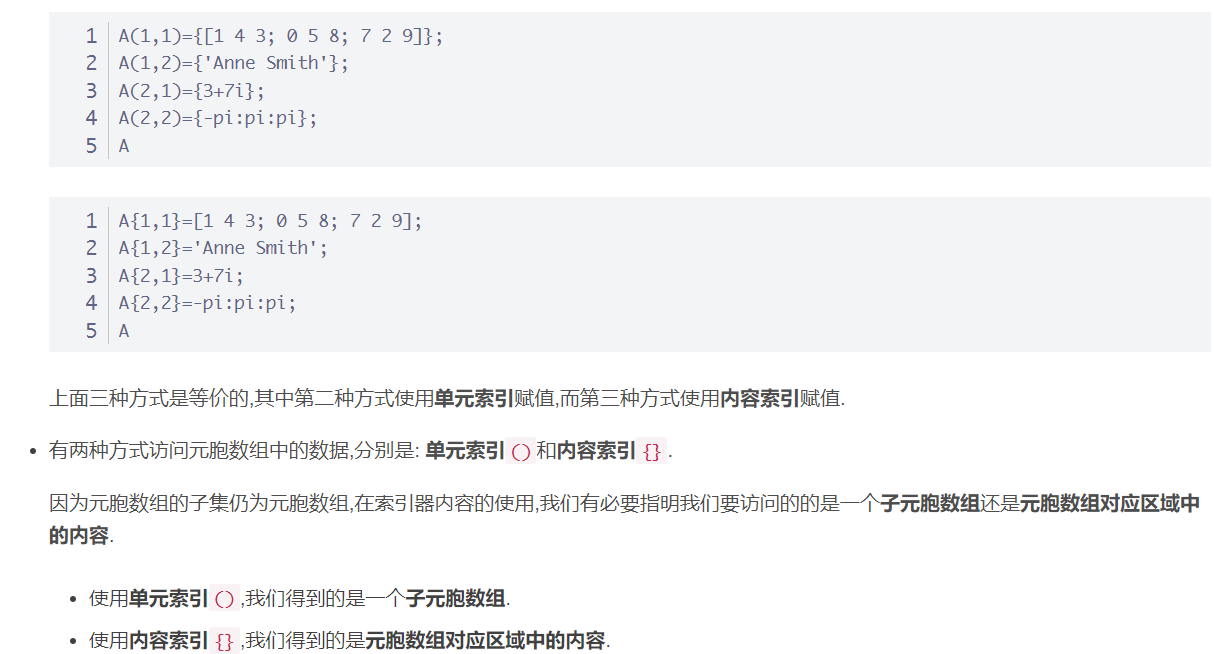 1 A(1,1)={[1 4 3; 0 5 8; 7 2 9]};
2 A(1,2)={'Anne Smith'};
3 A(2,1)={3+7i};
4 A(2,2)={-pi:pi:pi};
5 A
1 A{1,1}=[1 4 3; 0 5 8; 7 2 9];
2 A{1,2}='Anne Smith';
3 A{2,1}=3+7i;
4 A{2,2}=-pi:pi:pi;
5 A
上面三种方式是等价的,其中第二种方式使用单元索引赋值,而第三种方式使用内容索引赋值.
• 有两种方式访问元胞数组中的数据,分别是: 单元索引 () 和内容索引 {} .
因为元胞数组的子集仍为元胞数组,在索引器内容的使用,我们有必要指明我们要访问的的是一个子元胞数组还是元胞数组对应区域中
的内容.
• 使用单元索引 () ,我们得到的是一个子元胞数组.
• 使用内容索引 {} ,我们得到的是元胞数组对应区域中的内容.